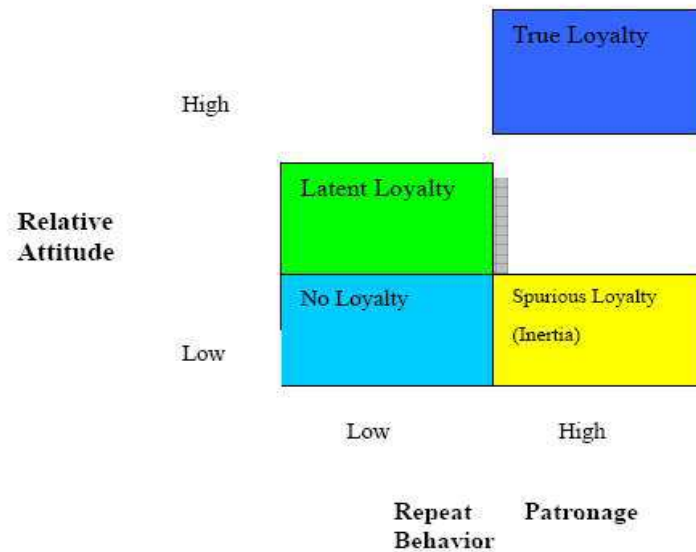 True Loyalty
High
Latent Loyalty
Relative
Attitude
No Loyalty
Spurious Loyalty
(Inertia)
Low
Low High
Repeat Patronage
Behavior